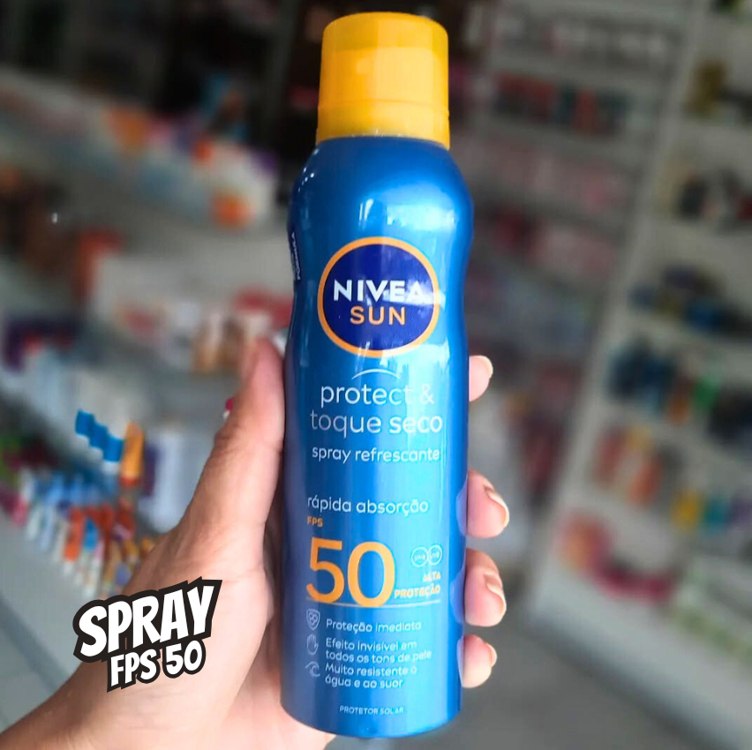 NIVEA
SUN
protect &
toque seco
spray refrescante
rápida absorção
FPS
50
ALTA
PROTEÇÃO
Proteção imediata
Efeito invisível em
todos os tons de pele
Muito resistente à
água e ao suor
PROTETOR SOLAR
SPRAY
FPS 50